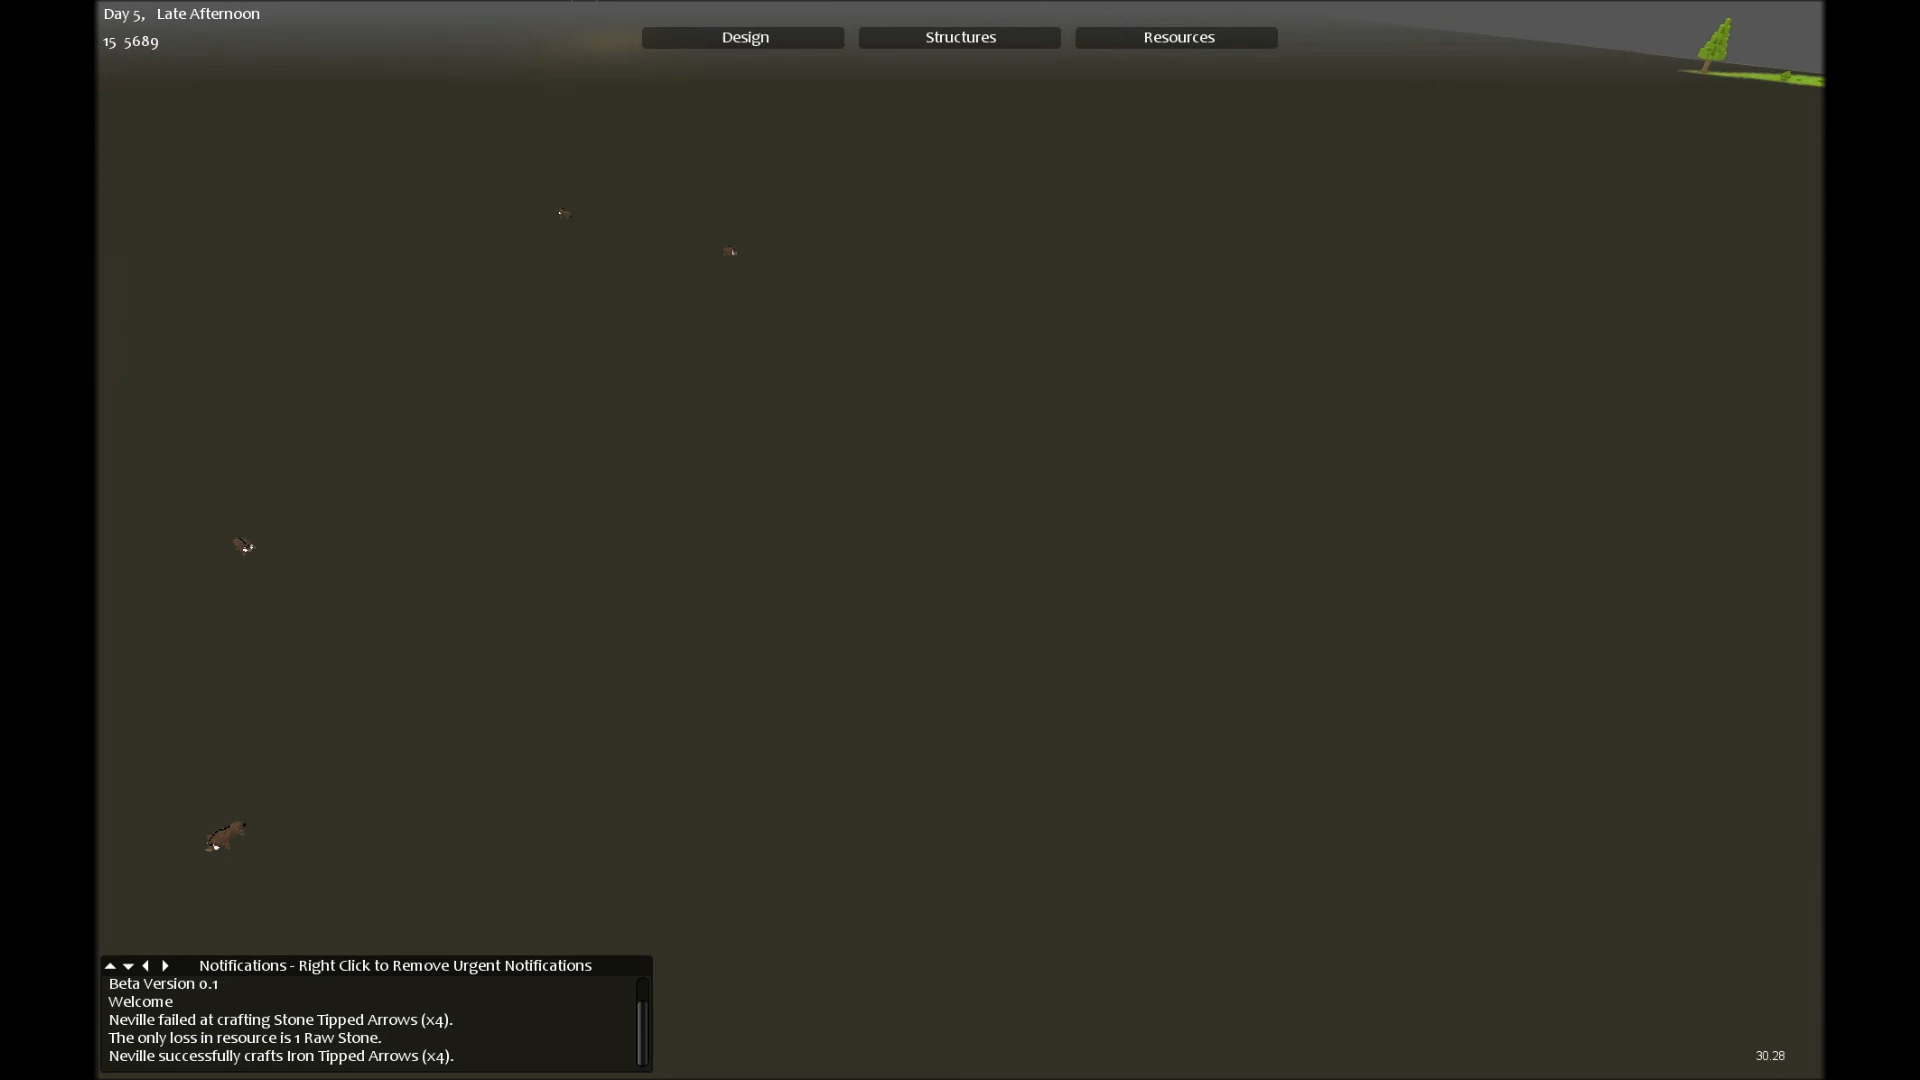 Day 5, Late Afternoon
15 5689
Design
Structures
Resources
Notifications - Right Click to Remove Urgent Notifications
Beta Version 0.1
Welcome
Neville failed at crafting Stone Tipped Arrows (x4).
The only loss in resource is 1 Raw Stone.
Neville successfully crafts Iron Tipped Arrows (x4).
30.28